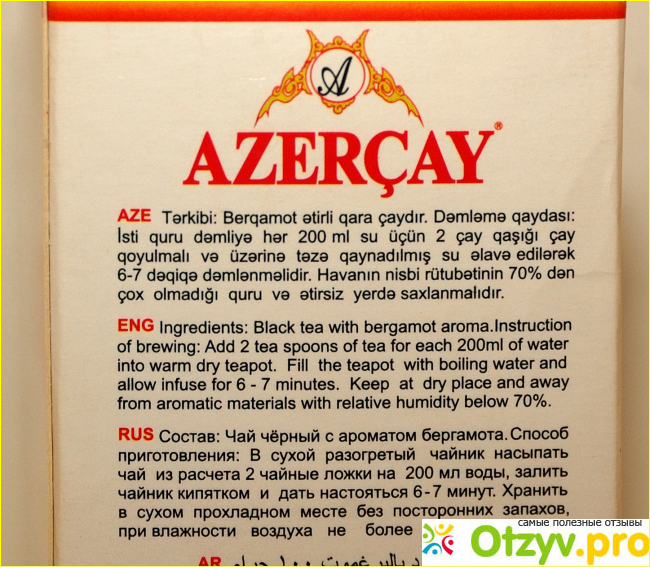 A
AZERÇAY®
AZE Tərkibi: Berqamot ətirli qara çaydır. Dəmləmə qaydası:
İsti quru dəmliyə hər 200 ml su üçün 2 çay qaşığı çay
qoyulmalı və üzərinə təzə qaynadılmış su əlavə edilərək
6-7 dəqiqə dəmlənməlidir. Havanın nisbi rütubətinin 70% dən
çox olmadığı quru və ətirsiz yerdə saxlanmalıdır.
ENG Ingredients: Black tea with bergamot aroma.Instruction
of brewing: Add 2 tea spoons of tea for each 200ml of water
into warm dry teapot. Fill the teapot with boiling water and
allow infuse for 6 - 7 minutes. Keep at dry place and away
from aromatic materials with relative humidity below 70%.
RUS Состав: Чай чёрный с ароматом бергамота. Способ
приготовления: В сухой разогретый чайник насыпать
чай из расчета 2 чайные ложки на 200 мл воды, залить
чайник кипятком и дать настояться 6-7 минут. Хранить
в сухом прохладном месте без посторонних запахов,
при влажности воздуха не более
AR
самые полезные отзывы
Otzyv.pro